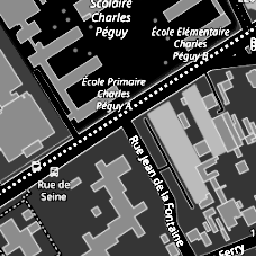 Scolaire
Charles
Péguy
École Élémentaire
Charles
Péguy B
École Primaire
Charles
Péguy A
Rue Jean de la Fontaine
Rue de
Seine
Ferry